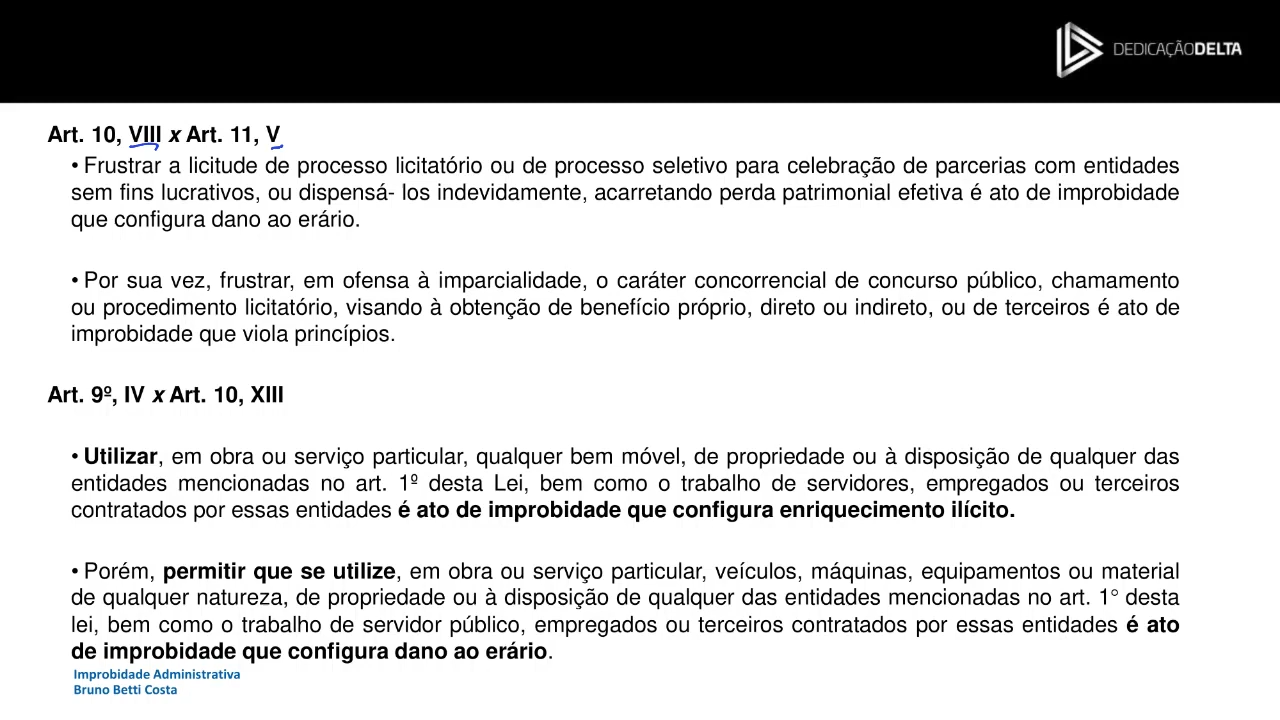 DEDICAÇÃODELTA
Art. 10, VIII x Art. 11, V
• Frustrar a licitude de processo licitatório ou de processo seletivo para celebração de parcerias com entidades
sem fins lucrativos, ou dispensá- los indevidamente, acarretando perda patrimonial efetiva é ato de improbidade
que configura dano ao erário.
• Por sua vez, frustrar, em ofensa à imparcialidade, o caráter concorrencial de concurso público, chamamento
ou procedimento licitatório, visando à obtenção de benefício próprio, direto ou indireto, ou de terceiros é ato de
improbidade que viola princípios.
Art. 9º, IV x Art. 10, XIII
• Utilizar, em obra ou serviço particular, qualquer bem móvel, de propriedade ou à disposição de qualquer das
entidades mencionadas no art. 1º desta Lei, bem como o trabalho de servidores, empregados ou terceiros
contratados por essas entidades é ato de improbidade que configura enriquecimento ilícito.
• Porém, permitir que se utilize, em obra ou serviço particular, veículos, máquinas, equipamentos ou material
de qualquer natureza, de propriedade ou à disposição de qualquer das entidades mencionadas no art. 1° desta
lei, bem como o trabalho de servidor público, empregados ou terceiros contratados por essas entidades é ato
de improbidade que configura dano ao erário.
Improbidade Administrativa
Bruno Betti Costa